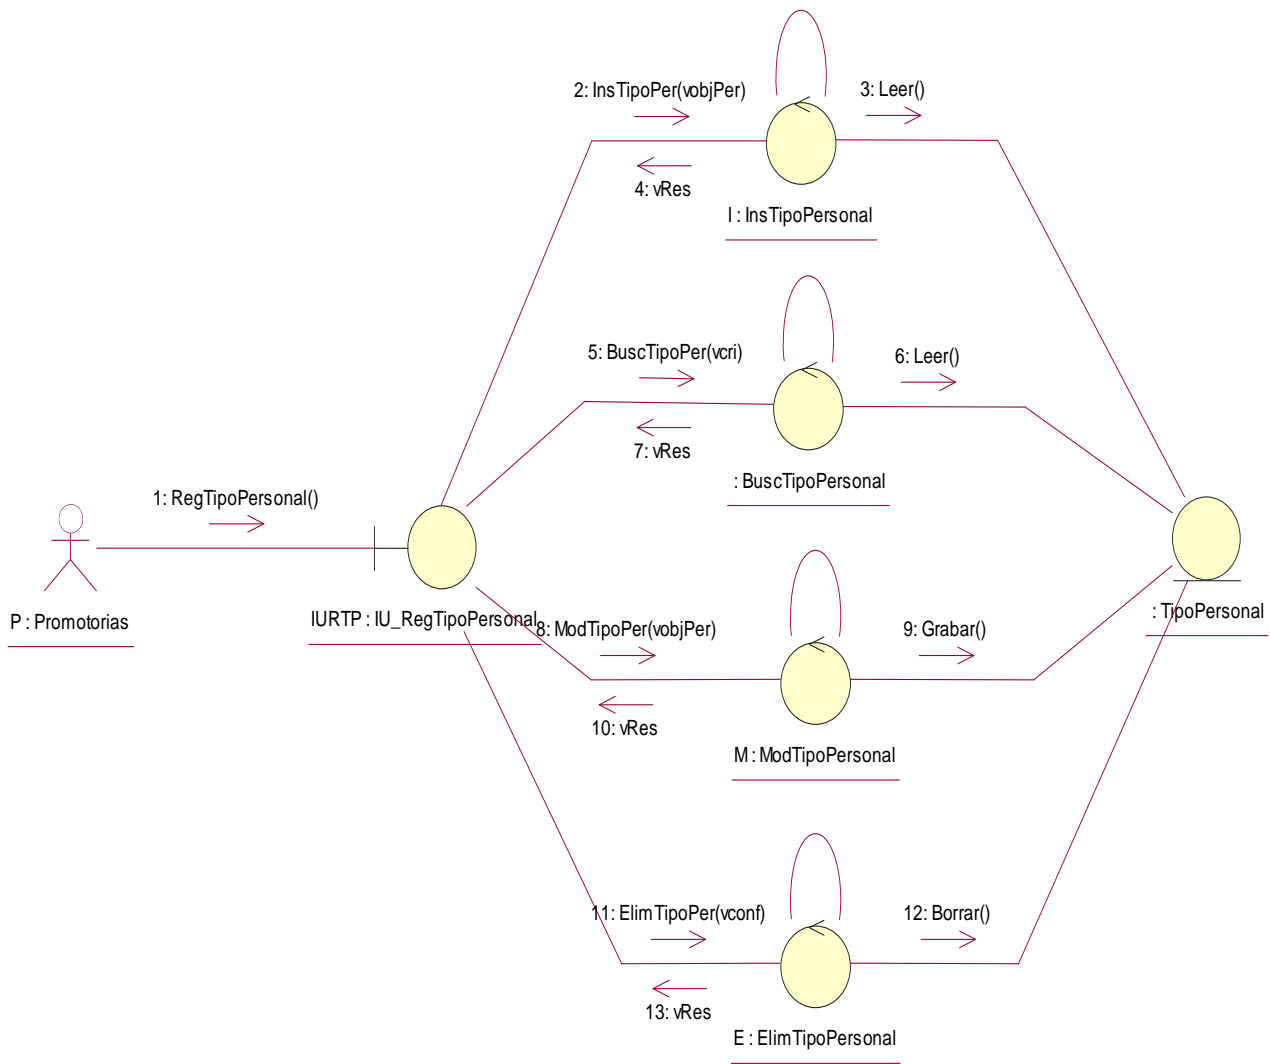 2: InsTipoPer(vobjPer)
3: Leer()
4: vRes
I : InsTipoPersonal
5: BuscTipoPer(vcri)
6: Leer()
7: vRes
: BuscTipoPersonal
1: RegTipoPersonal()
P : Promotorias
IURTP : IU_RegTipoPersonal
: TipoPersonal
8: ModTipoPer(vobjPer)
9: Grabar()
10: vRes
M : ModTipoPersonal
11: ElimTipoPer(vconf)
12: Borrar()
13: vRes
E : ElimTipoPersonal